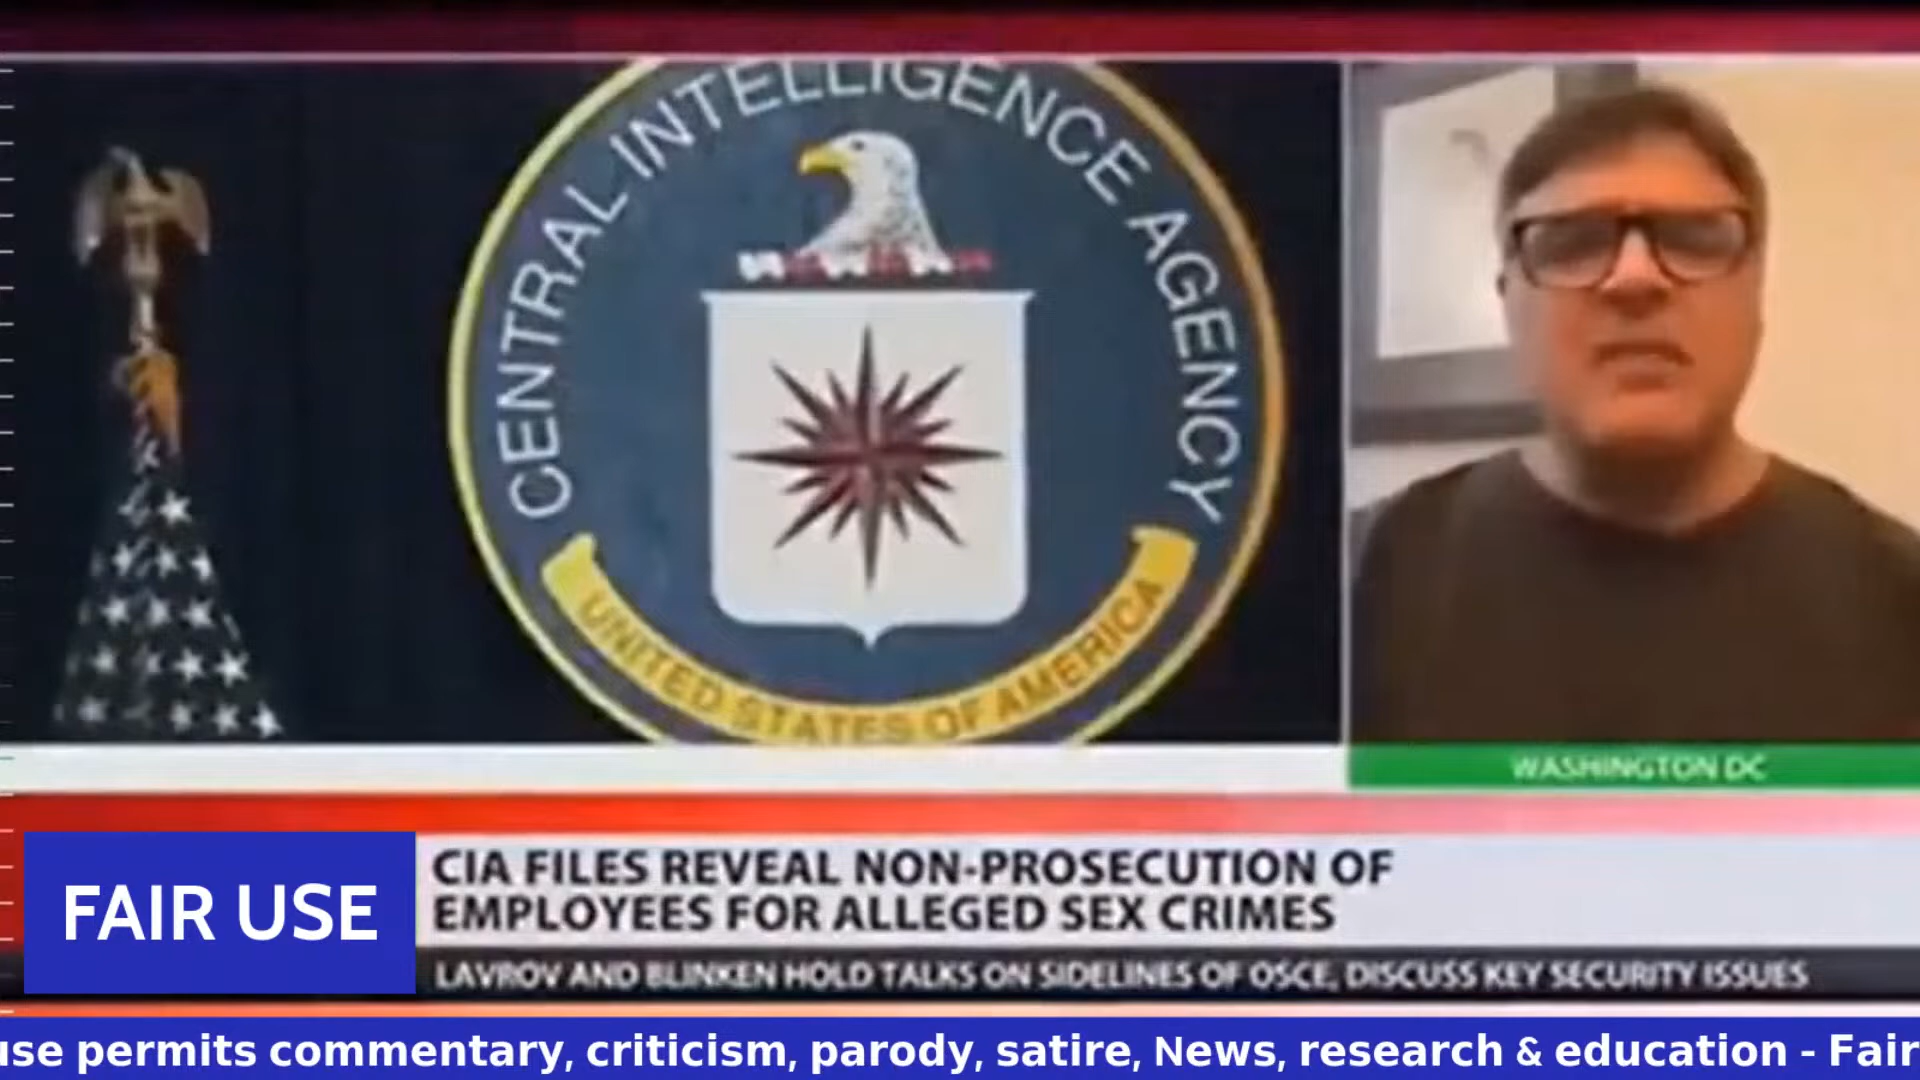 CENTRAL INTELLIGENCE AGENCY
UNITED STATES OF AMERICA
WASHINGTON DC
FAIR USE
CIA FILES REVEAL NON-PROSECUTION OF
EMPLOYEES FOR ALLEGED SEX CRIMES
LAVROV AND BLINKEN HOLD TALKS ON SIDELINES OF OSCE, DISCUSS KEY SECURITY ISSUES
use permits commentary, criticism, parody, satire, News, research & education - Fair